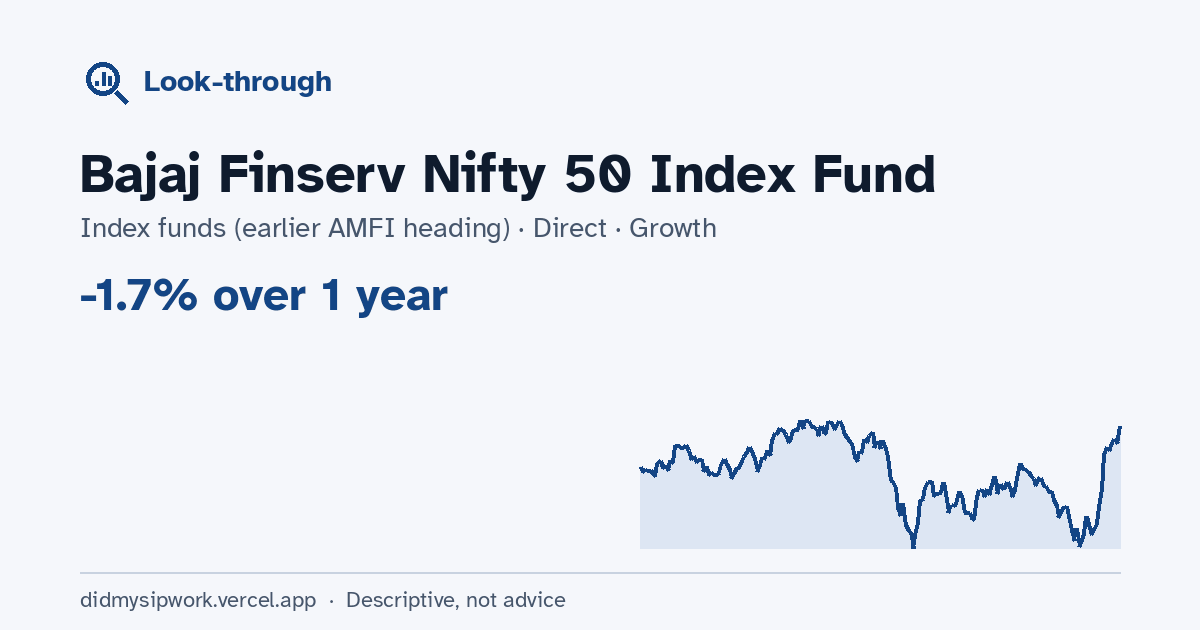 Look-through
Bajaj Finserv Nifty 50 Index Fund
Index funds (earlier AMFI heading) · Direct · Growth
-1.7% over 1 year
didmysipwork.vercel.app · Descriptive, not advice